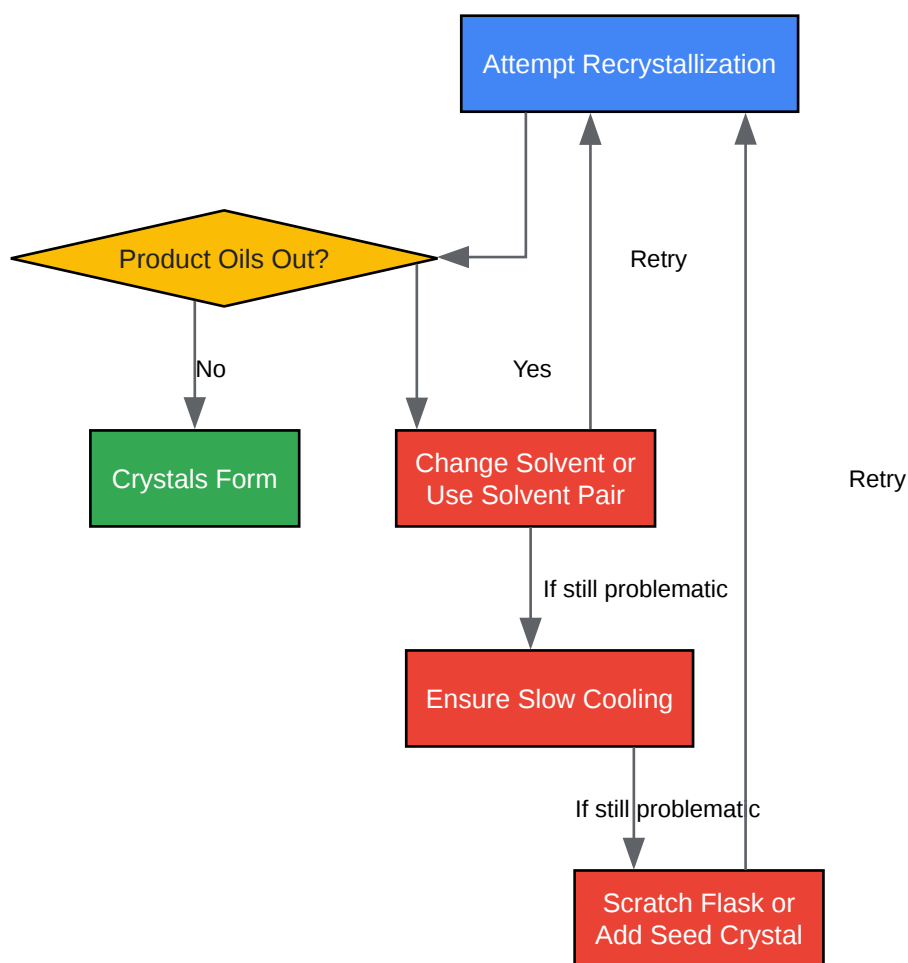 Attempt Recrystallization
Product Oils Out?
Retry
No
Yes
Crystals Form
Change Solvent or
Use Solvent Pair
Retry
If still problematic
Ensure Slow Cooling
If still problematic
Scratch Flask or
Add Seed Crystal